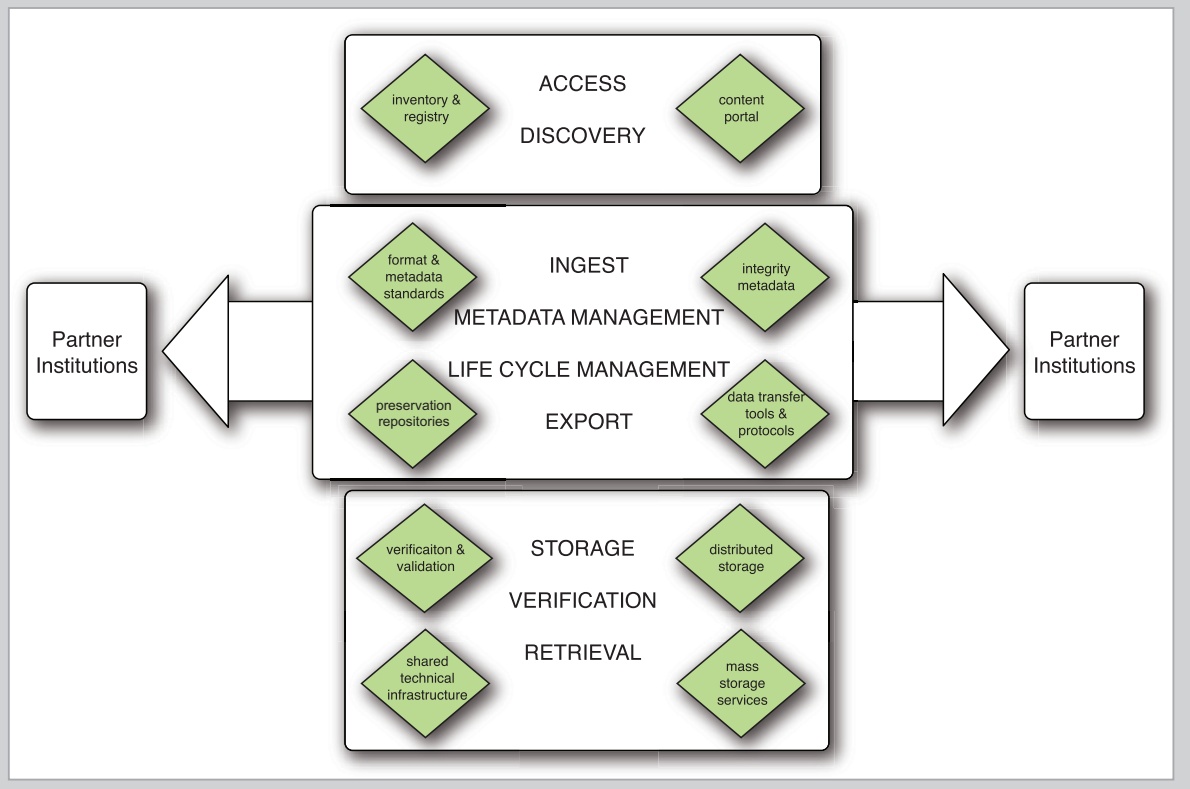 inventory &
registry
ACCESS
DISCOVERY
content
portal
Partner
Institutions
format &
metadata
standards
INGEST
integrity
metadata
METADATA MANAGEMENT
LIFE CYCLE MANAGEMENT
preservation
repositories
EXPORT
data transfer
tools &
protocols
Partner
Institutions
verificaiton &
validation
STORAGE
distributed
storage
VERIFICATION
shared
technical
infrastructure
RETRIEVAL
mass
storage
services